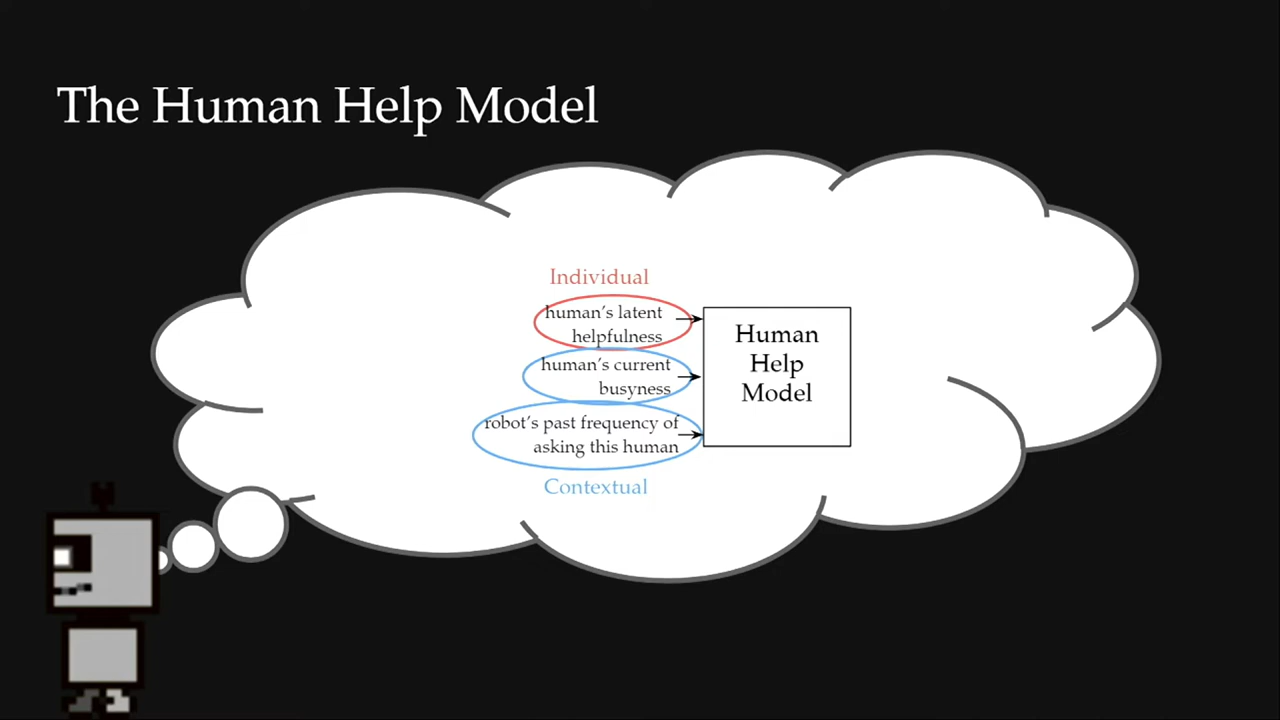 The Human Help Model
Individual
human's latent
helpfulness
human's current
busyness
robot's past frequency of
asking this human
Contextual
Human
Help
Model